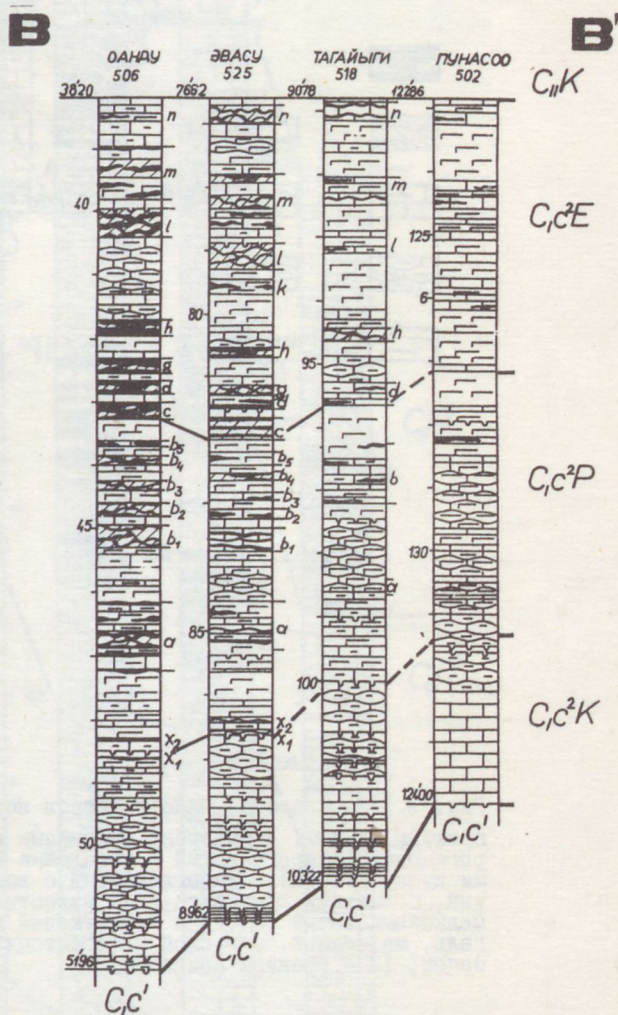 B B'
ОАНДУ ЭВАСУ ТАГАЙЫГИ ПУНАСОО
506 525 518 502
38'20 76'62 90'78 122'86
CııK
n n n
m m m
40
l l l
C₁C²E
125
k
6
80
h h h
95
g g
d d d
c c
b₅ b₅
b₄ b₄ b
C₁C²P
b₃ b₃
b₂ b₂
45
b₁ b₁
130
a a a
85
100
x₂ x₂
x₁ x₁
C₁C²K
50
124'00
C₁C'
103'22
C₁C'
89'62
C₁C'
51'96
C₁C'